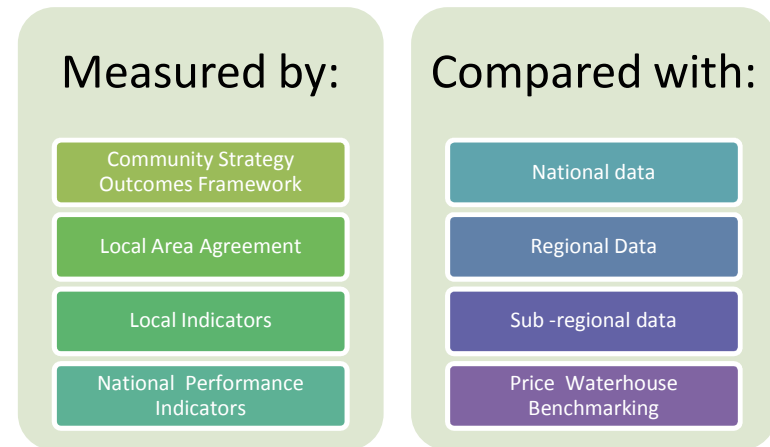 Measured by:
Community Strategy
Outcomes Framework
Local Area Agreement
Local Indicators
National Performance
Indicators
Compared with:
National data
Regional Data
Sub -regional data
Price Waterhouse
Benchmarking